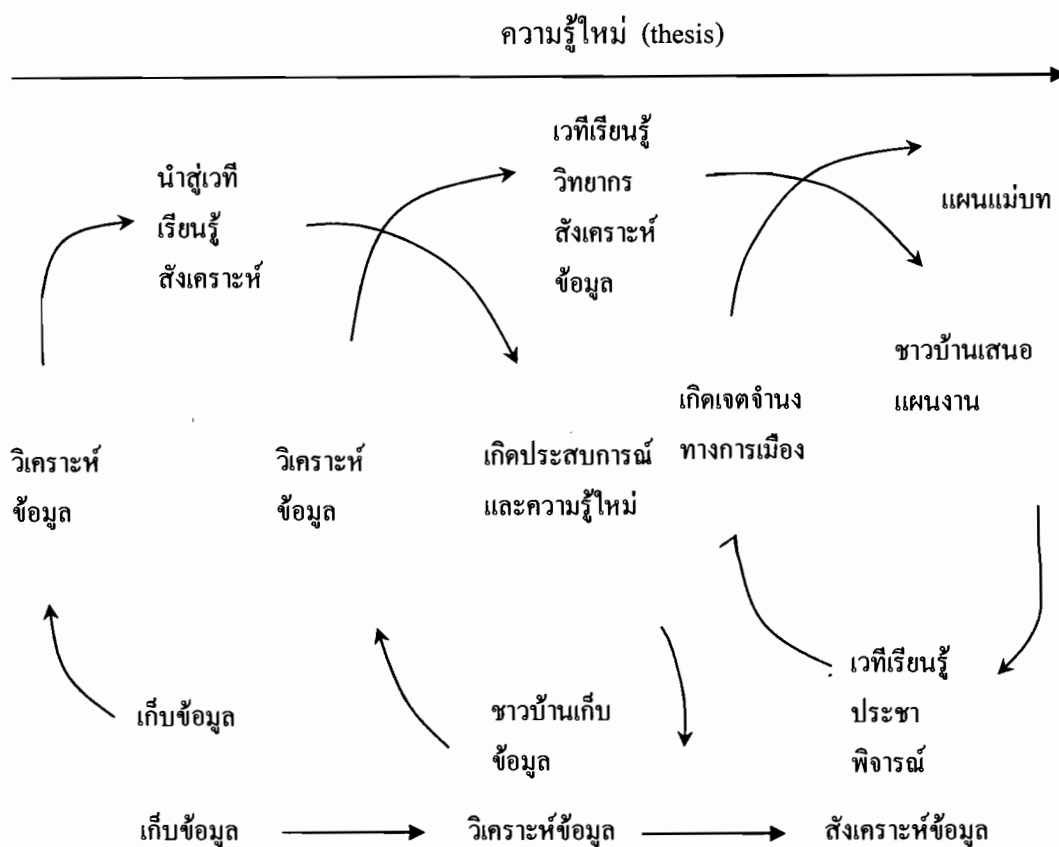 ความรู้ใหม่ (thesis)
นำสู่เวที
เรียนรู้
สังเคราะห์
เวทีเรียนรู้
วิทยากร
สังเคราะห์
ข้อมูล
แผนแม่บท
ชาวบ้านเสนอ
แผนงาน
วิเคราะห์
ข้อมูล
วิเคราะห์
ข้อมูล
เกิดประสบการณ์
และความรู้ใหม่
เกิดเจตจำนง
ทางการเมือง
เก็บข้อมูล
ชาวบ้านเก็บ
ข้อมูล
เวทีเรียนรู้
ประชา
พิจารณ์
เก็บข้อมูล
วิเคราะห์ข้อมูล
สังเคราะห์ข้อมูล